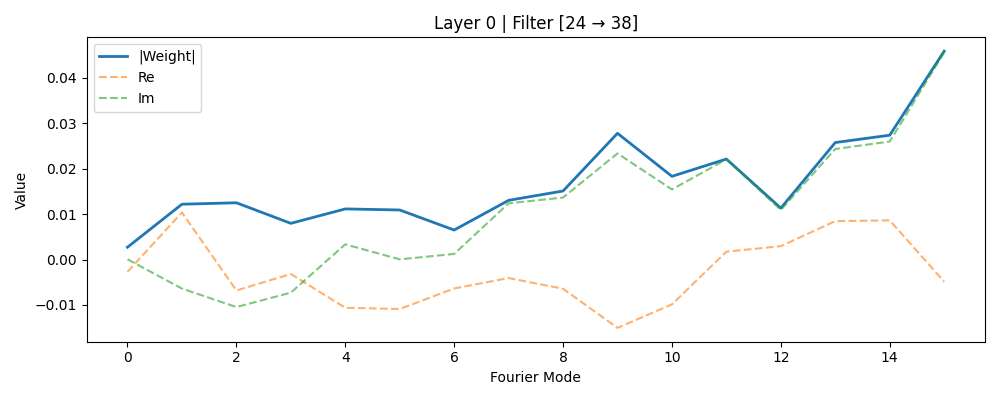 Layer 0 | Filter [24 → 38]
|Weight|
Re
Im
0.04
0.03
0.02
0.01
0.00
−0.01
Value
0 2 4 6 8 10 12 14
Fourier Mode